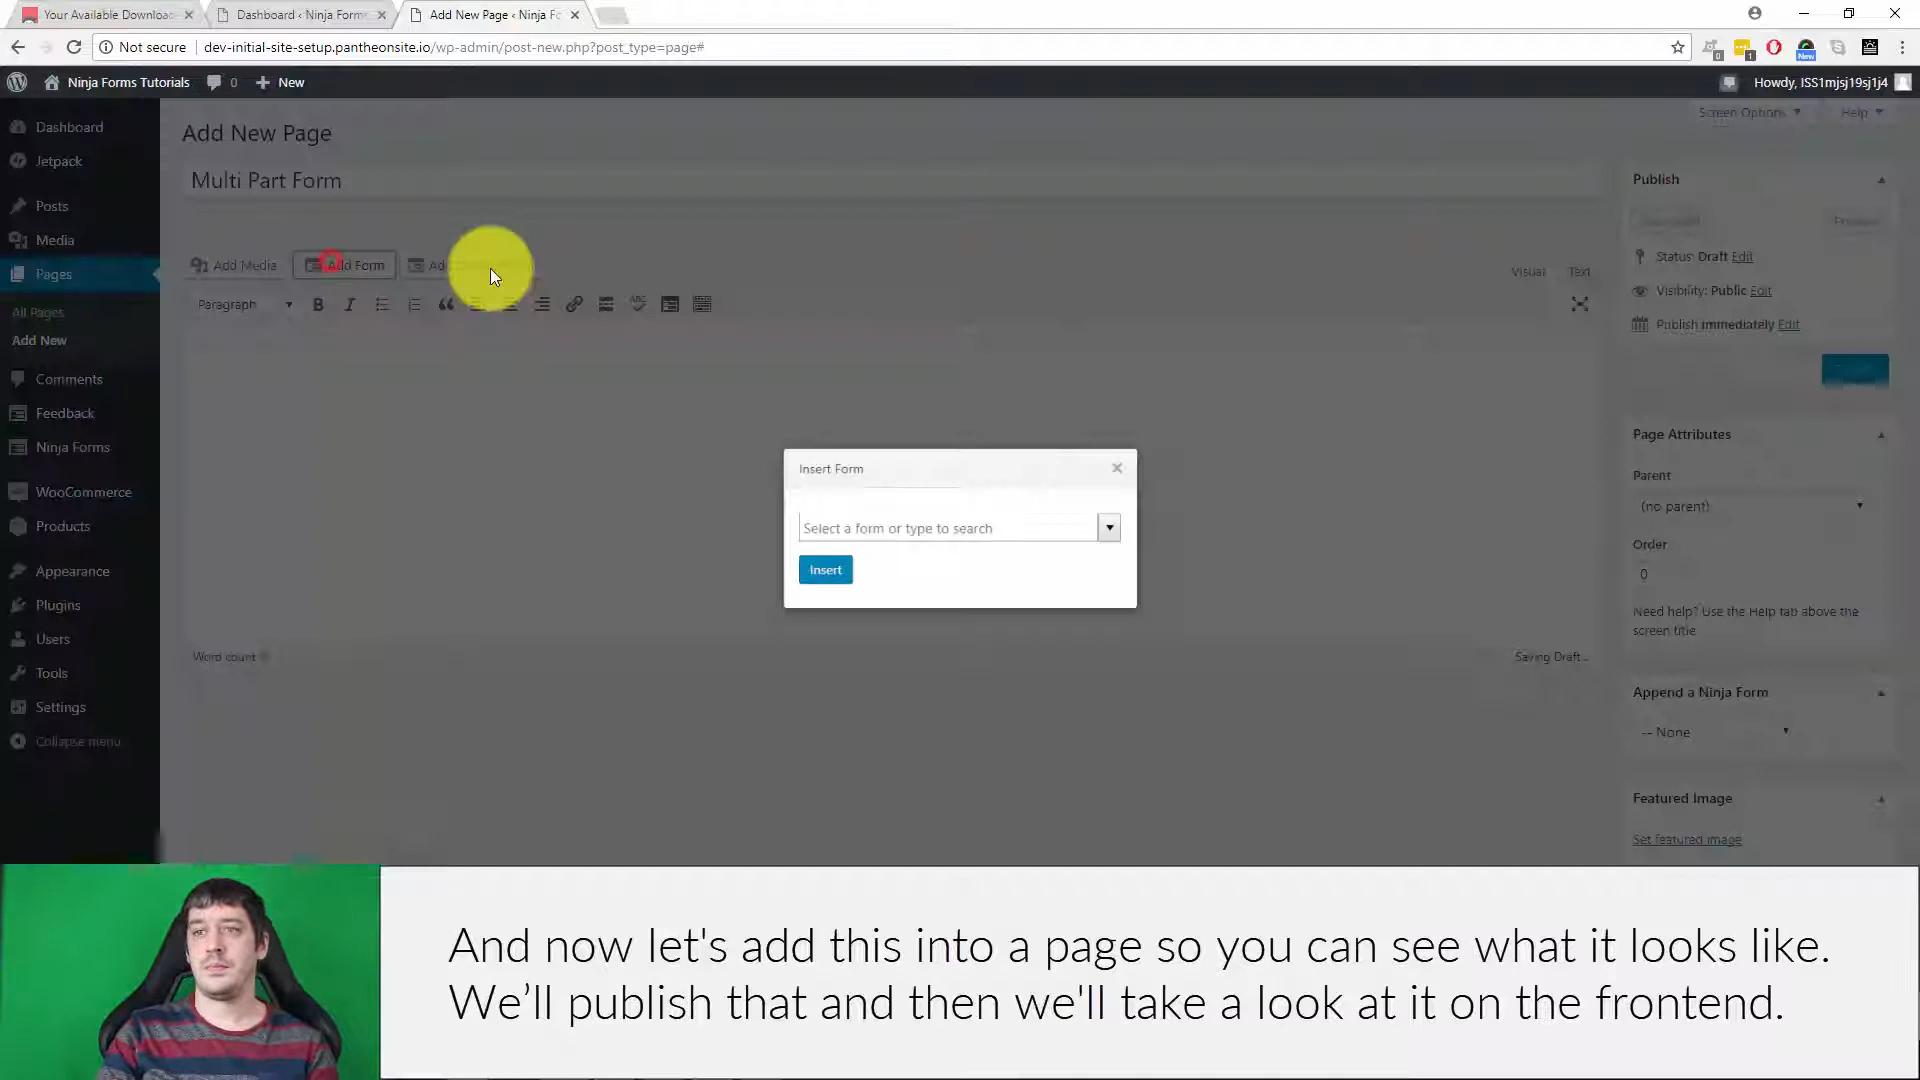 Your Available Downloa
Dashboard ‹ Ninja Form
Add New Page ‹ Ninja Fo
Not secure
dev-initial-site-setup.pantheonsite.io/wp-admin/post-new.php?post_type=page#
0
1
New
Ninja Forms Tutorials
0
+ New
Howdy, ISS1mjsj19sj1j4
Screen Options
Help
Add New Page
Multi Part Form
Dashboard
Jetpack
Posts
Media
Pages
All Pages
Add New
Comments
Feedback
Ninja Forms
WooCommerce
Products
Appearance
Plugins
Users
Tools
Settings
Collapse menu
Add Media
Add Form
Visual
Text
Paragraph
B
I
ABC
Word count
Saving Draft...
Insert Form
Select a form or type to search
Insert
Publish
Status: Draft Edit
Visibility: Public Edit
Publish immediately Edit
Page Attributes
Parent
(no parent)
Order
0
Need help? Use the Help tab above the
screen title
Append a Ninja Form
-- None
Featured Image
Set featured image
And now let's add this into a page so you can see what it looks like.
We’ll publish that and then we'll take a look at it on the frontend.